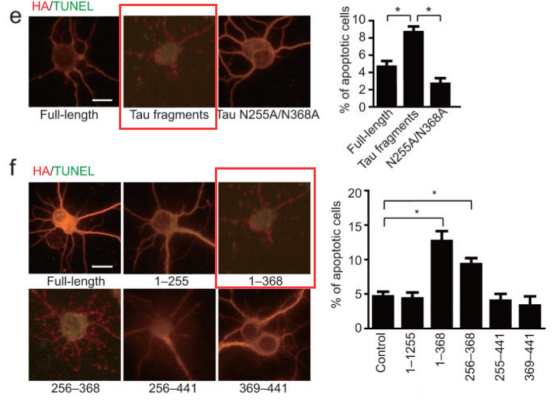 e
HA/TUNEL
Full-length
Tau fragments
Tau N255A/N368A
% of apoptotic cells
10
8
6
4
2
0
*
*
Full-length
Tau fragments
N255A/N368A
f
HA/TUNEL
Full-length
1–255
1–368
256–368
256–441
369–441
% of apoptotic cells
20
15
10
5
0
*
*
Control
1–1255
1–368
256–368
255–441
369–441